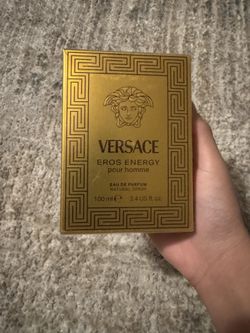 VERSACE
EROS ENERGY
pour homme
EAU DE PARFUM
NATURAL SPRAY
100 ml ℮ 3.4 US fl. oz.